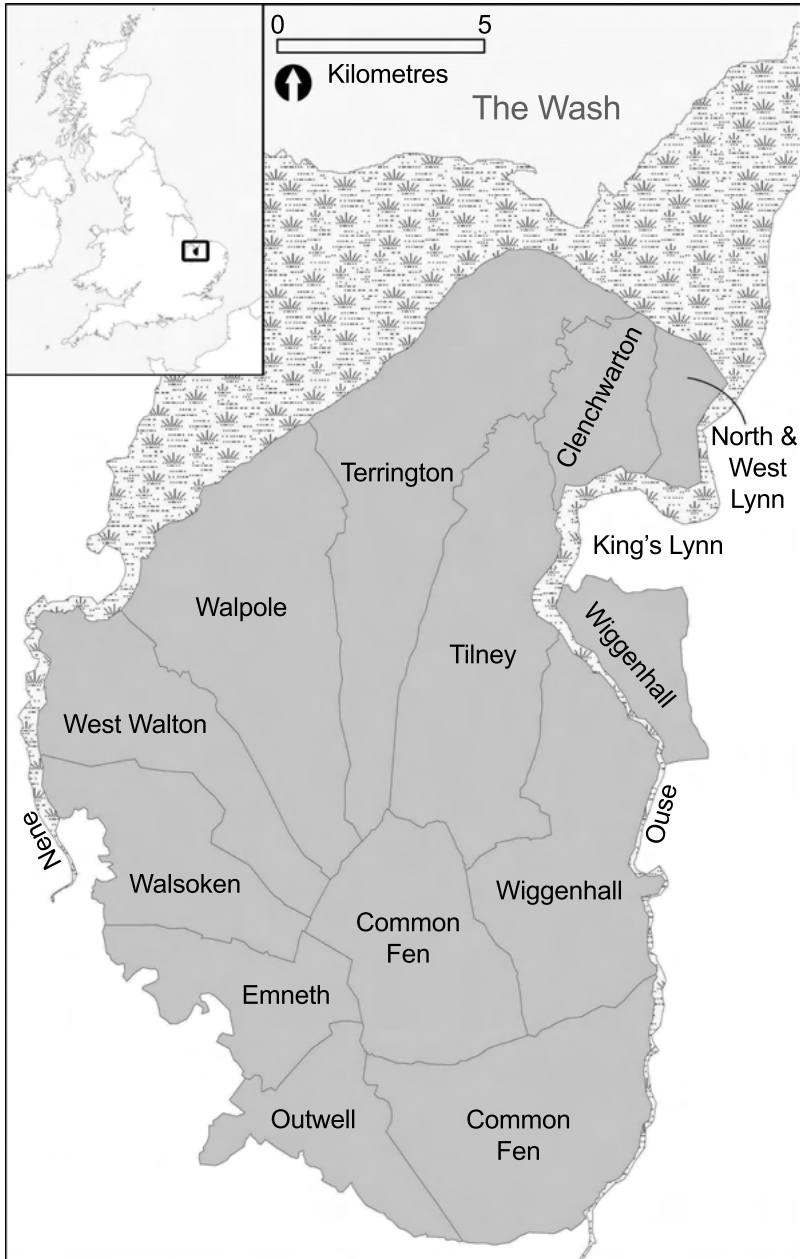 0 5
Kilometres
The Wash
Clenchwarton
North &
West
Lynn
Terrington
King's Lynn
Walpole
Wiggenhall
Tilney
West Walton
Ouse
Nene
Walsoken
Wiggenhall
Common
Fen
Emneth
Outwell
Common
Fen